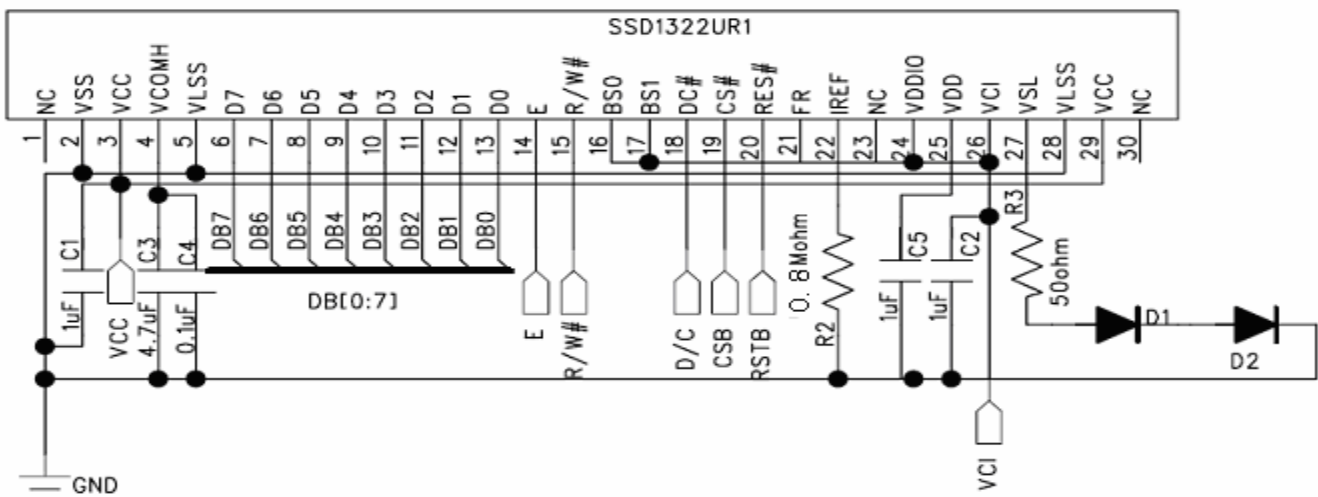 SSD1322UR1
NC
VSS
VCC
VCOMH
VLSS
D7
D6
D5
D4
D3
D2
D1
D0
E
R/W#
BS0
BS1
DC#
CS#
RES#
FR
IREF
NC
VDDIO
VDD
VCI
VSL
VLSS
VCC
NC
1
2
3
4
5
6
7
8
9
10
11
12
13
14
15
16
17
18
19
20
21
22
23
24
25
26
27
28
29
30
DB7
DB6
DB5
DB4
DB3
DB2
DB1
DB0
DB[0:7]
C1
1uF
VCC
C3
4.7uF
C4
0.1uF
E
R/W#
D/C
CSB
RSTB
0.8Mohm
R2
C5
1uF
C2
1uF
R3
50ohm
D1
D2
VCI
GND